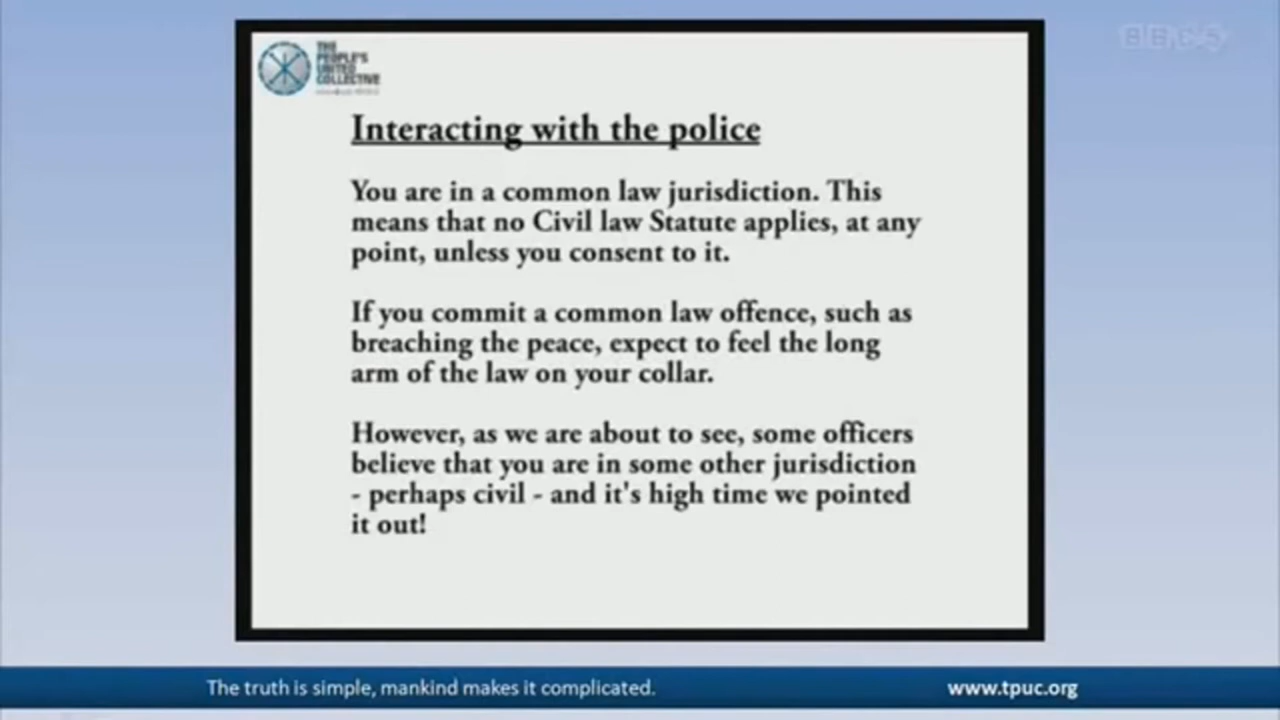 BBC5
THE
PEOPLE'S
UNITED
COLLECTIVE
Interacting with the police
You are in a common law jurisdiction. This
means that no Civil law Statute applies, at any
point, unless you consent to it.
If you commit a common law offence, such as
breaching the peace, expect to feel the long
arm of the law on your collar.
However, as we are about to see, some officers
believe that you are in some other jurisdiction
- perhaps civil - and it's high time we pointed
it out!
The truth is simple, mankind makes it complicated.
www.tpuc.org